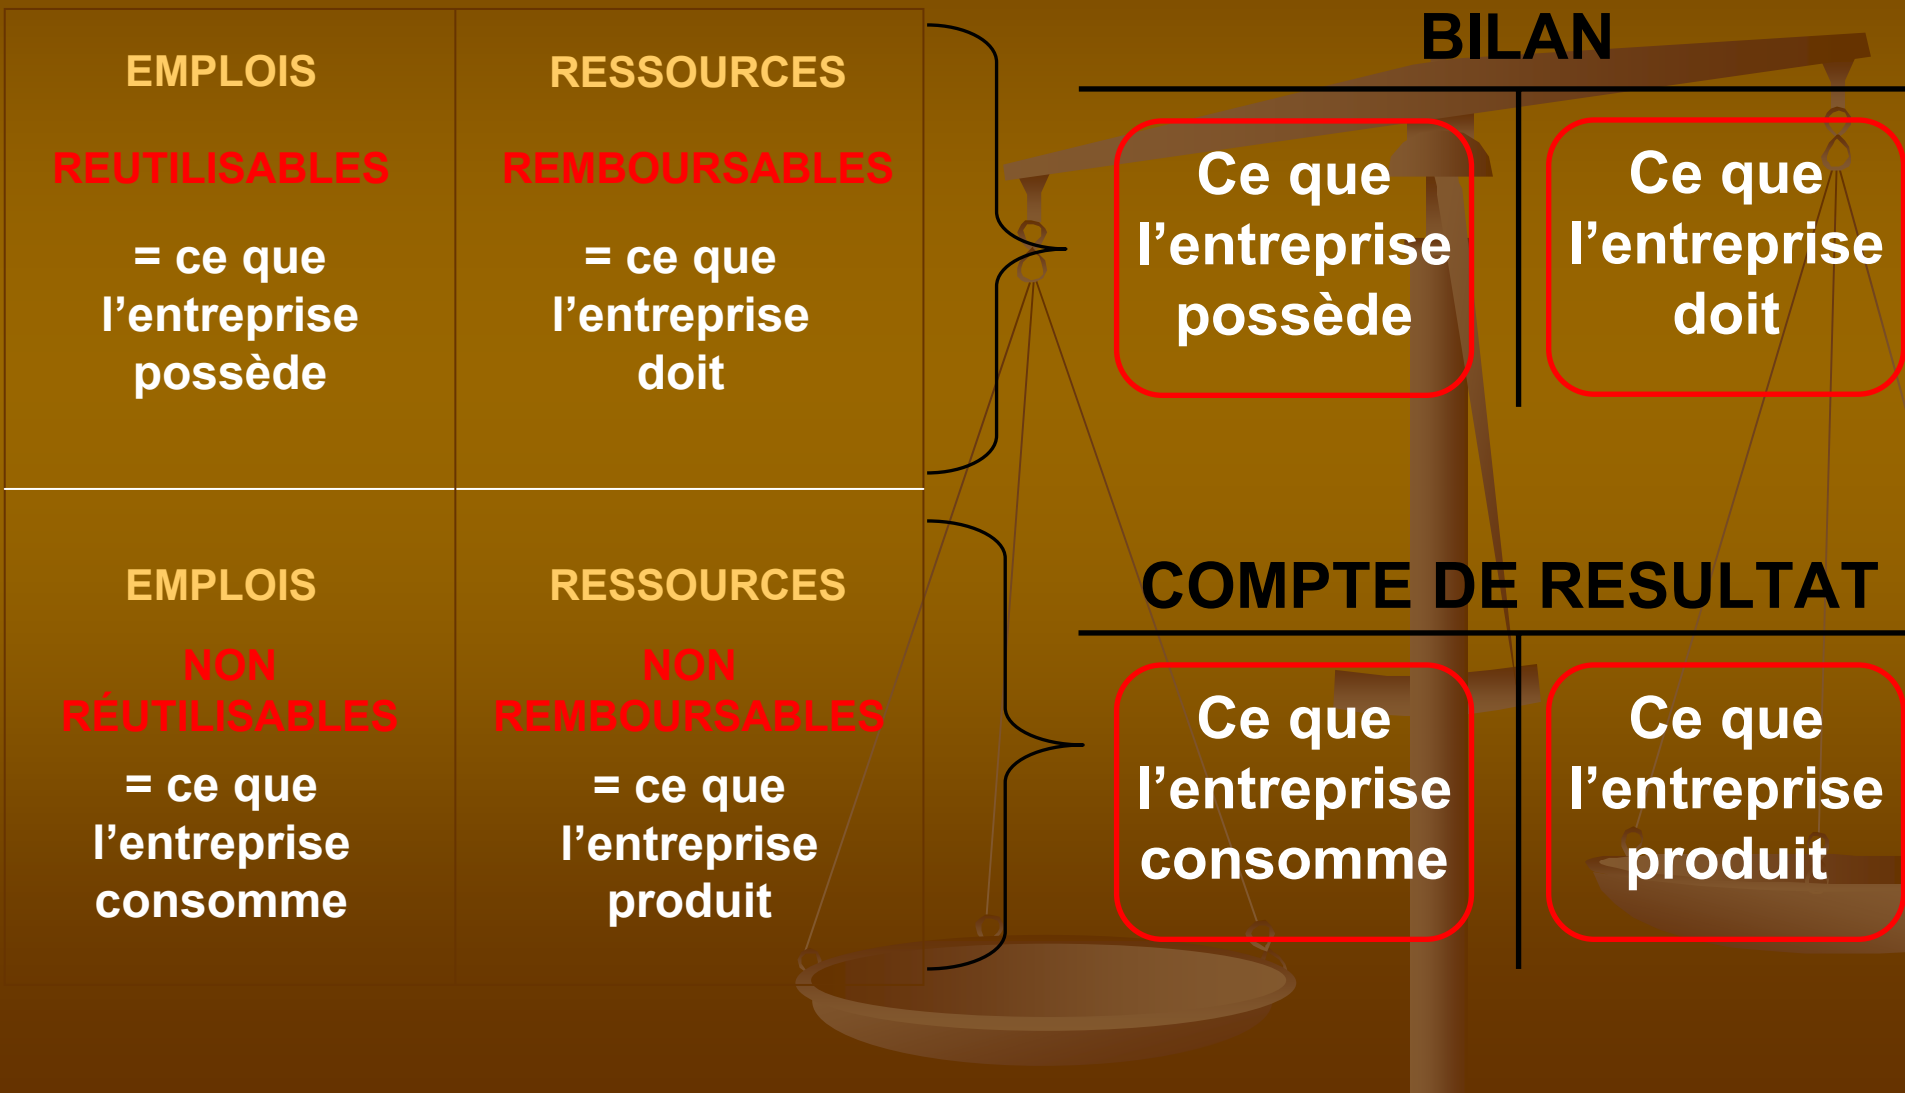 EMPLOIS
REUTILISABLES
= ce que
l’entreprise
possède
RESSOURCES
REMBOURSABLES
= ce que
l’entreprise
doit
BILAN
Ce que
l’entreprise
possède
Ce que
l’entreprise
doit
EMPLOIS
NON
RÉUTILISABLES
= ce que
l’entreprise
consomme
RESSOURCES
NON
REMBOURSABLES
= ce que
l’entreprise
produit
COMPTE DE RESULTAT
Ce que
l’entreprise
consomme
Ce que
l’entreprise
produit